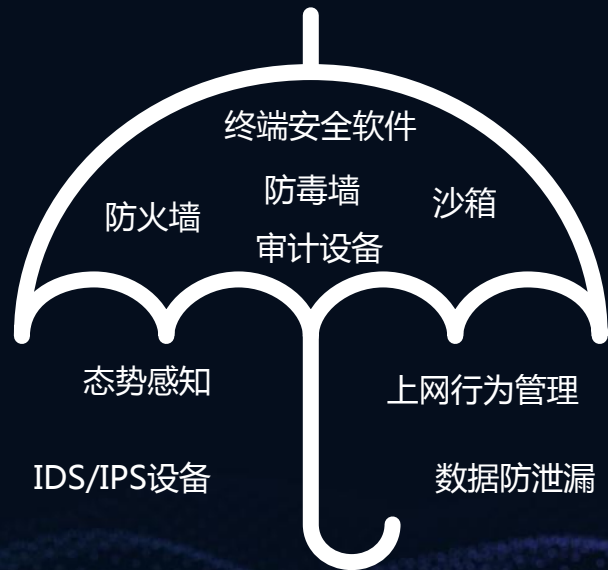 终端安全软件
防毒墙
防火墙
沙箱
审计设备
态势感知
上网行为管理
IDS/IPS设备
数据防泄漏